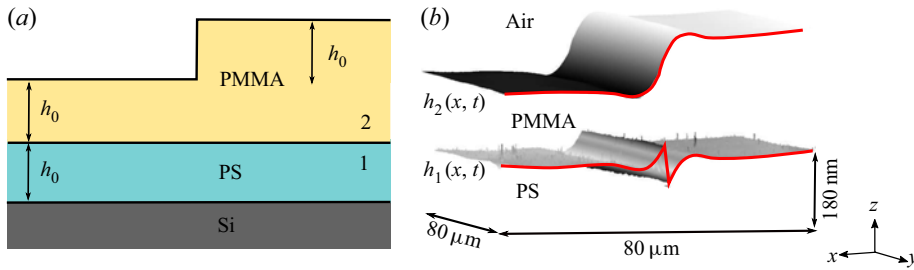 (a)
h₀
PMMA
h₀
2
h₀
PS
1
Si
(b)
Air
h₂(x, t)
PMMA
h₁(x, t)
PS
180 nm
80 μm
80 μm
z
x
y